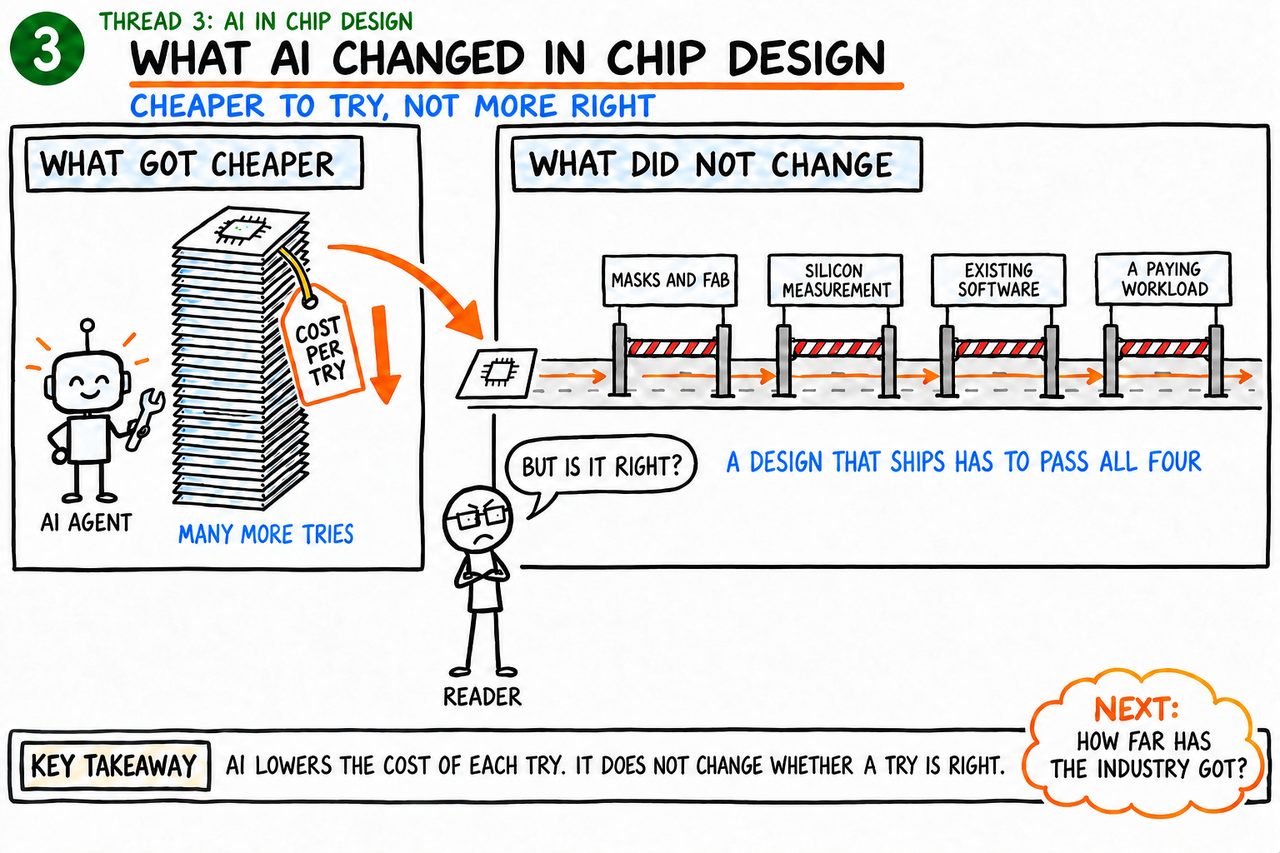 3
THREAD 3: AI IN CHIP DESIGN
WHAT AI CHANGED IN CHIP DESIGN
CHEAPER TO TRY, NOT MORE RIGHT
WHAT GOT CHEAPER
COST
PER
TRY
AI AGENT
MANY MORE TRIES
WHAT DID NOT CHANGE
MASKS AND FAB
SILICON
MEASUREMENT
EXISTING
SOFTWARE
A PAYING
WORKLOAD
BUT IS IT RIGHT?
A DESIGN THAT SHIPS HAS TO PASS ALL FOUR
READER
KEY TAKEAWAY
AI LOWERS THE COST OF EACH TRY. IT DOES NOT CHANGE WHETHER A TRY IS RIGHT.
NEXT:
HOW FAR HAS
THE INDUSTRY GOT?